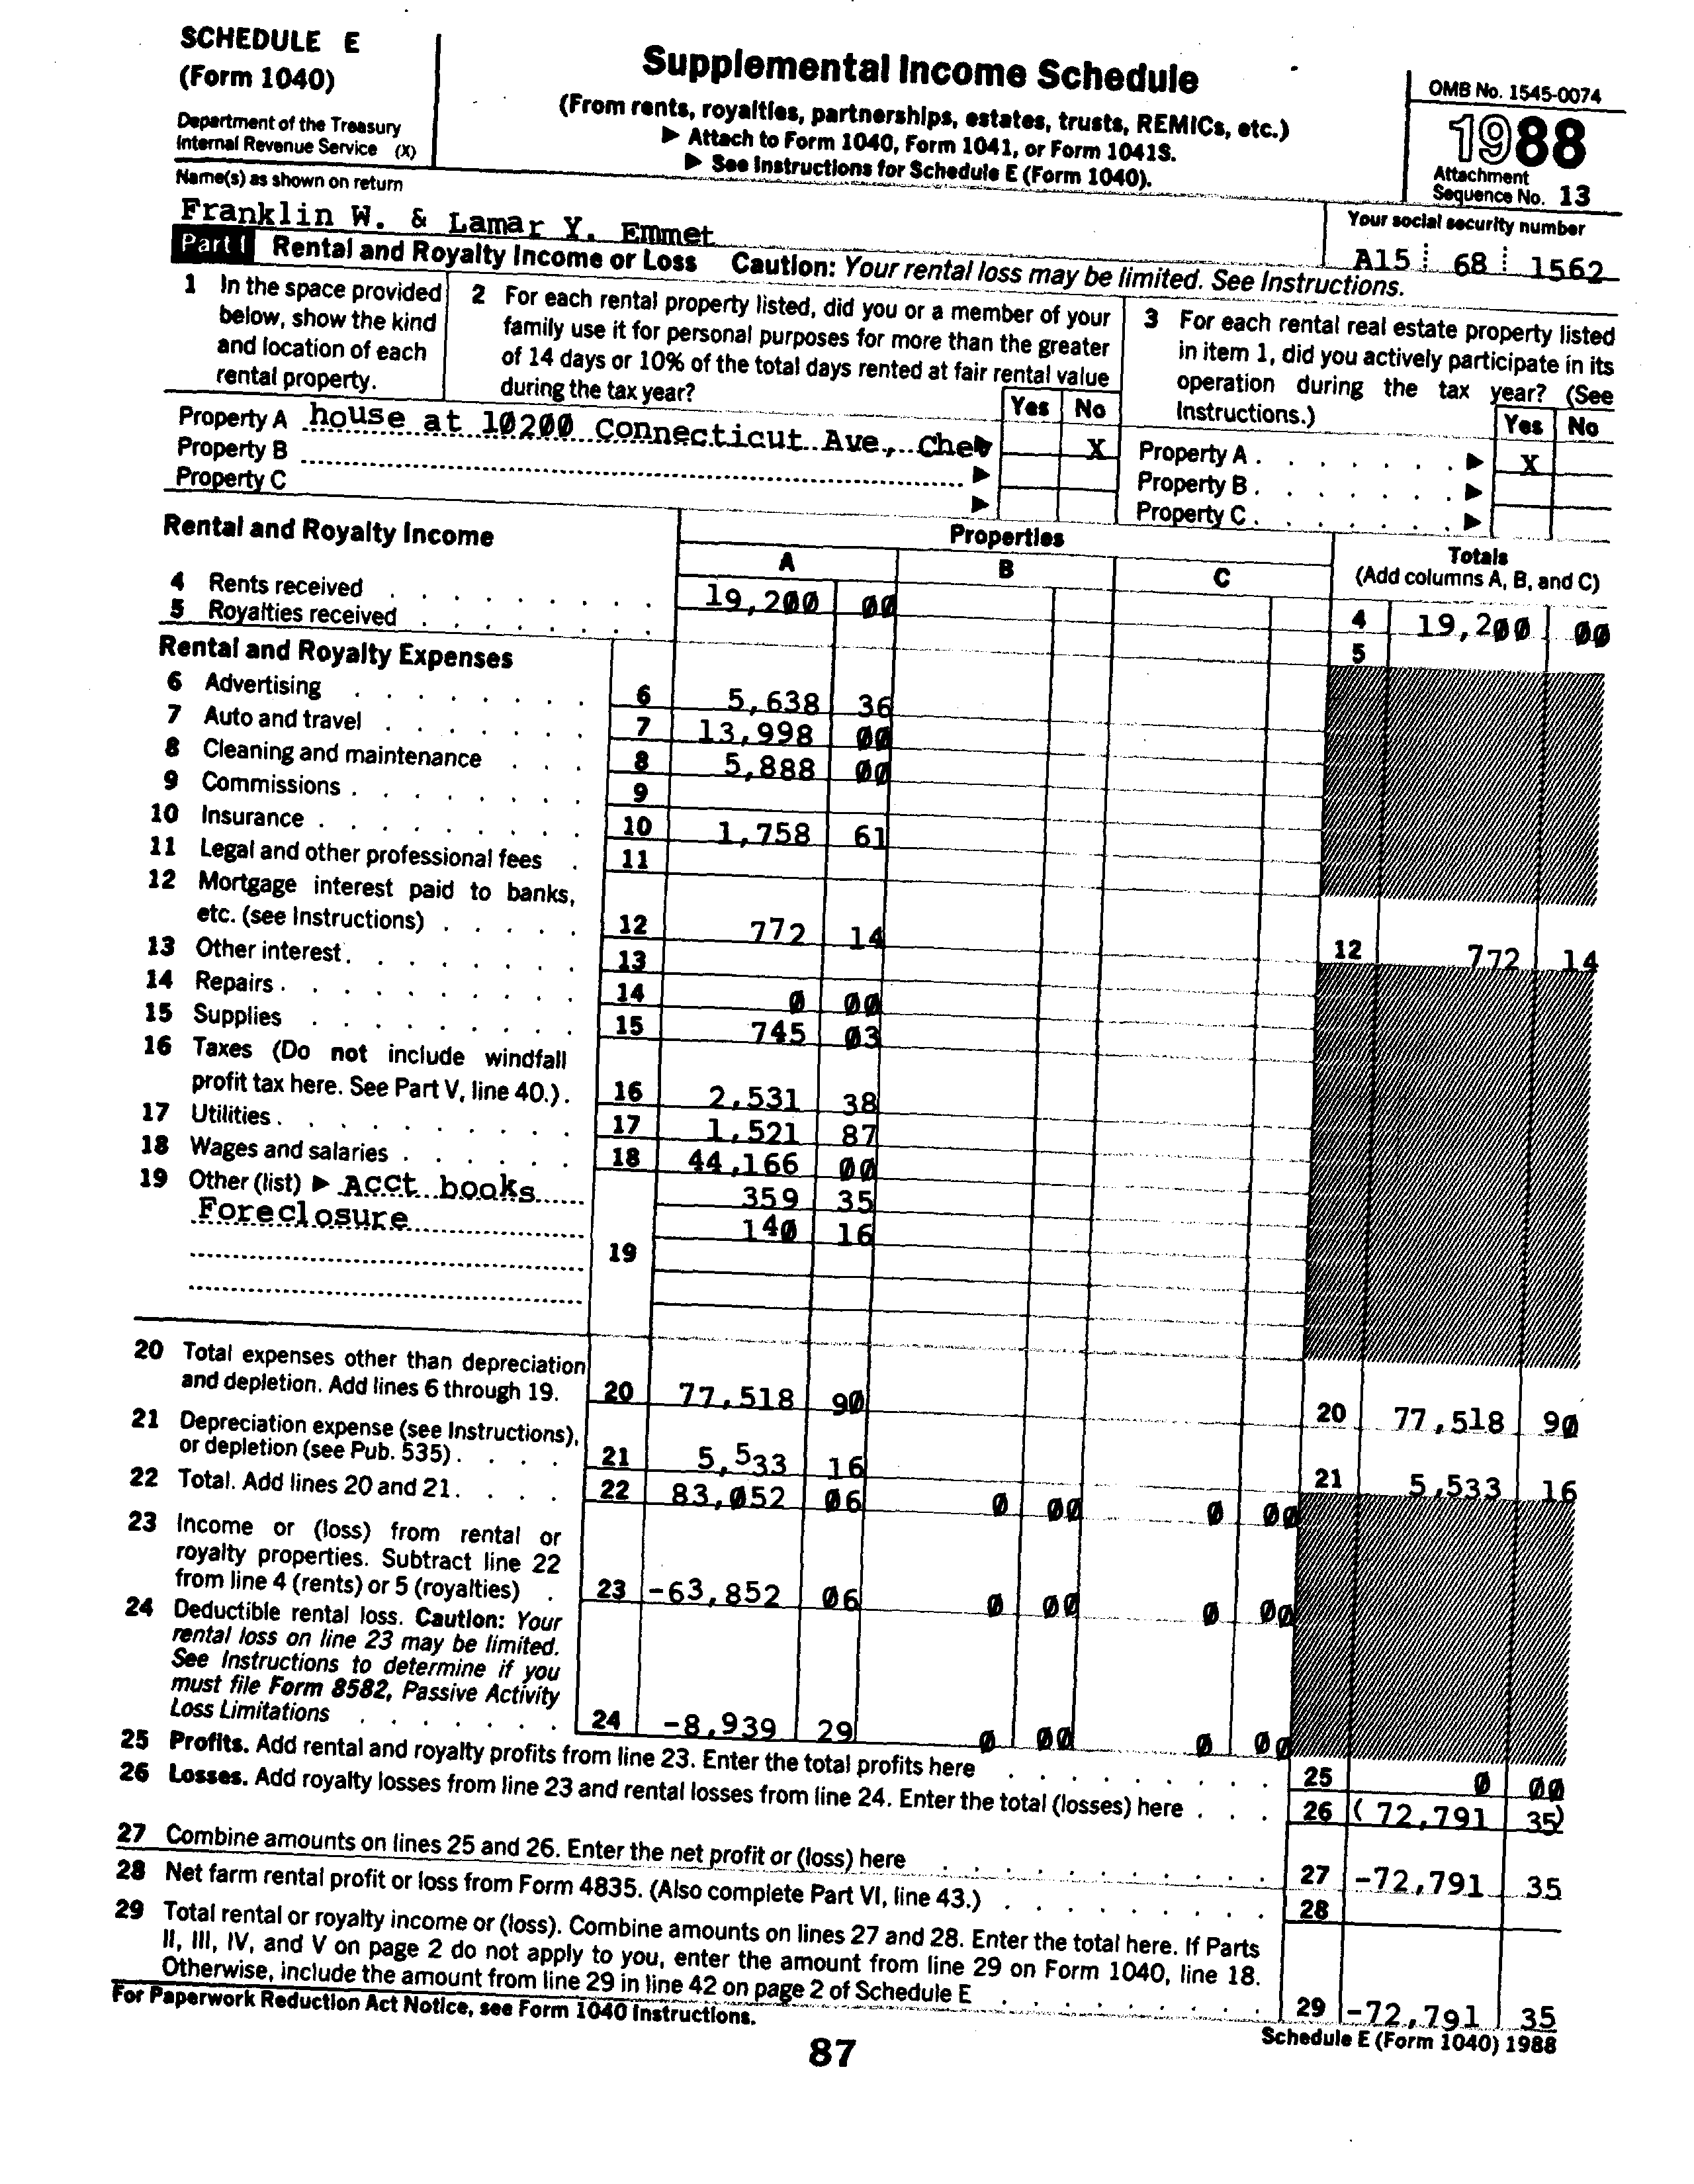 SCHEDULE E
(Form 1040)
Department of the Treasury
Internal Revenue Service (X)
Supplemental Income Schedule
(From rents, royalties, partnerships, estates, trusts, REMICs, etc.)
▶ Attach to Form 1040, Form 1041, or Form 1041S.
▶ See Instructions for Schedule E (Form 1040).
OMB No. 1545-0074
1988
Attachment
Sequence No. 13
Name(s) as shown on return
Franklin W. & Lamar Y. Emmet
Your social security number
A15 68 1562
Part I Rental and Royalty Income or Loss Caution: Your rental loss may be limited. See Instructions.
1 In the space provided
below, show the kind
and location of each
rental property.
2 For each rental property listed, did you or a member of your
family use it for personal purposes for more than the greater
of 14 days or 10% of the total days rented at fair rental value
during the tax year?
Yes No
3 For each rental real estate property listed
in item 1, did you actively participate in its
operation during the tax year? (See
Instructions.)
Yes No
Property A house at 10200 Connecticut Ave., Chev X
Property B ▶
Property C ▶
Property A . . . . . . . ▶ X
Property B . . . . . . . ▶
Property C . . . . . . . ▶
Rental and Royalty Income
Properties
A B C
Totals
(Add columns A, B, and C)
4 Rents received . . . . . . . . . 19,200 00 4 19,200 00
5 Royalties received . . . . . . . . 5
Rental and Royalty Expenses
6 Advertising . . . . . . . . 6 5,638 36
7 Auto and travel . . . . . . . 7 13,998 00
8 Cleaning and maintenance . . . 8 5,888 00
9 Commissions . . . . . . . . 9
10 Insurance . . . . . . . . . 10 1,758 61
11 Legal and other professional fees . 11
12 Mortgage interest paid to banks,
etc. (see Instructions) . . . . . 12 772 14 12 772 14
13 Other interest . . . . . . . . 13
14 Repairs . . . . . . . . . . 14 0 00
15 Supplies . . . . . . . . . 15 745 03
16 Taxes (Do not include windfall
profit tax here. See Part V, line 40.) . 16 2,531 38
17 Utilities . . . . . . . . . . 17 1,521 87
18 Wages and salaries . . . . . . 18 44,166 00
19 Other (list) ▶ Acct books 359 35
Foreclosure 140 16
19
20 Total expenses other than depreciation
and depletion. Add lines 6 through 19. 20 77,518 90 20 77,518 90
21 Depreciation expense (see Instructions),
or depletion (see Pub. 535) . . . . 21 5,533 16 21 5,533 16
22 Total. Add lines 20 and 21. . . . . 22 83,052 06 0 00 0 00
23 Income or (loss) from rental or
royalty properties. Subtract line 22
from line 4 (rents) or 5 (royalties) . 23 -63,852 06 0 00 0 00
24 Deductible rental loss. Caution: Your
rental loss on line 23 may be limited.
See Instructions to determine if you
must file Form 8582, Passive Activity
Loss Limitations . . . . . . . 24 -8,939 29 0 00 0 00
25 Profits. Add rental and royalty profits from line 23. Enter the total profits here . . . . . . . . . 25 0 00
26 Losses. Add royalty losses from line 23 and rental losses from line 24. Enter the total (losses) here . . . 26 (72,791 35)
27 Combine amounts on lines 25 and 26. Enter the net profit or (loss) here . . . . . . . . . . . 27 -72,791 35
28 Net farm rental profit or loss from Form 4835. (Also complete Part VI, line 43.) . . . . . . . . . 28
29 Total rental or royalty income or (loss). Combine amounts on lines 27 and 28. Enter the total here. If Parts
II, III, IV, and V on page 2 do not apply to you, enter the amount from line 29 on Form 1040, line 18.
Otherwise, include the amount from line 29 in line 42 on page 2 of Schedule E . . . . . . . . . 29 -72,791 35
For Paperwork Reduction Act Notice, see Form 1040 Instructions.
Schedule E (Form 1040) 1988
87